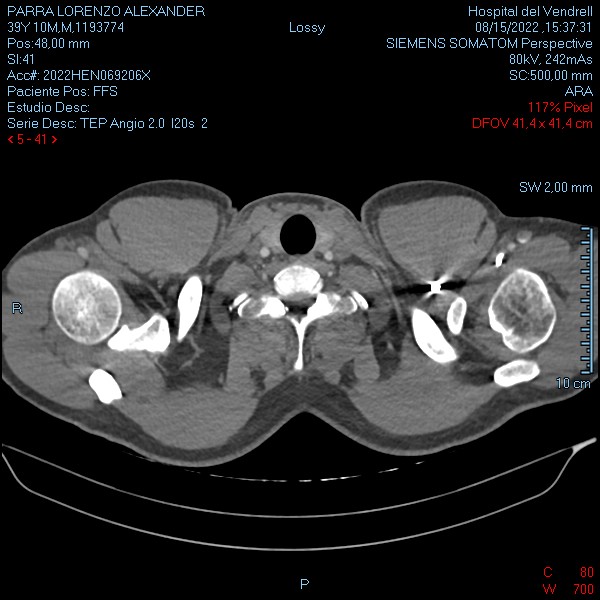 PARRA LORENZO ALEXANDER
39Y 10M,M,1193774
Pos:48,00 mm
SI:41
Acc#: 2022HEN069206X
Paciente Pos: FFS
Estudio Desc:
Serie Desc: TEP Angio 2.0 I20s 2
< 5 - 41 >
Lossy
Hospital del Vendrell
08/15/2022 ,15:37:31
SIEMENS SOMATOM Perspective
80kV, 242mAs
SC:500,00 mm
ARA
117% Pixel
DFOV 41,4 x 41,4 cm
SW 2,00 mm
R
10 cm
P
C 80
W 700